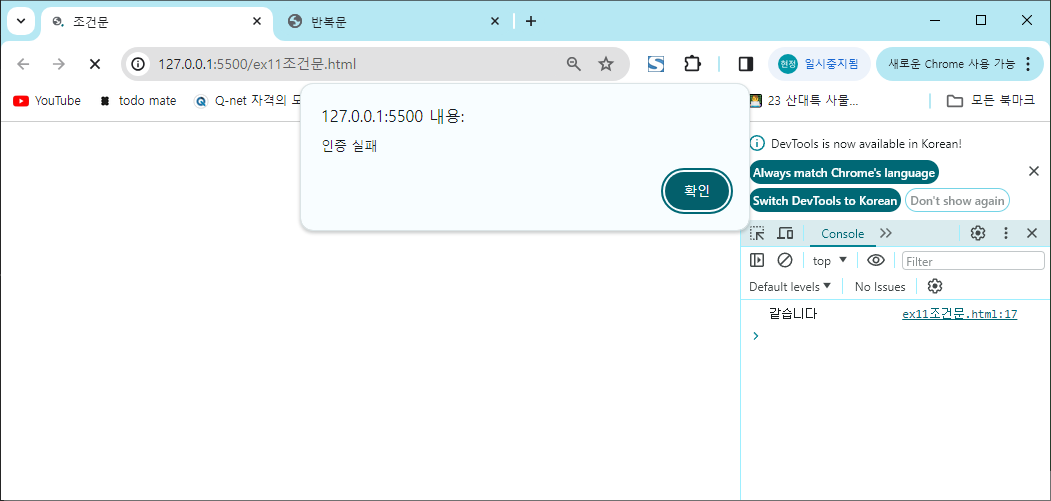 조건문
반복문
127.0.0.1:5500/ex11조건문.html
현정
일시중지됨
새로운 Chrome 사용 가능
YouTube
todo mate
Q-net 자격의 모
23 산대특 사물...
모든 북마크
127.0.0.1:5500 내용:
인증 실패
확인
DevTools is now available in Korean!
Always match Chrome's language
Switch DevTools to Korean
Don't show again
Console
top
Filter
Default levels
No Issues
같습니다
ex11조건문.html:17